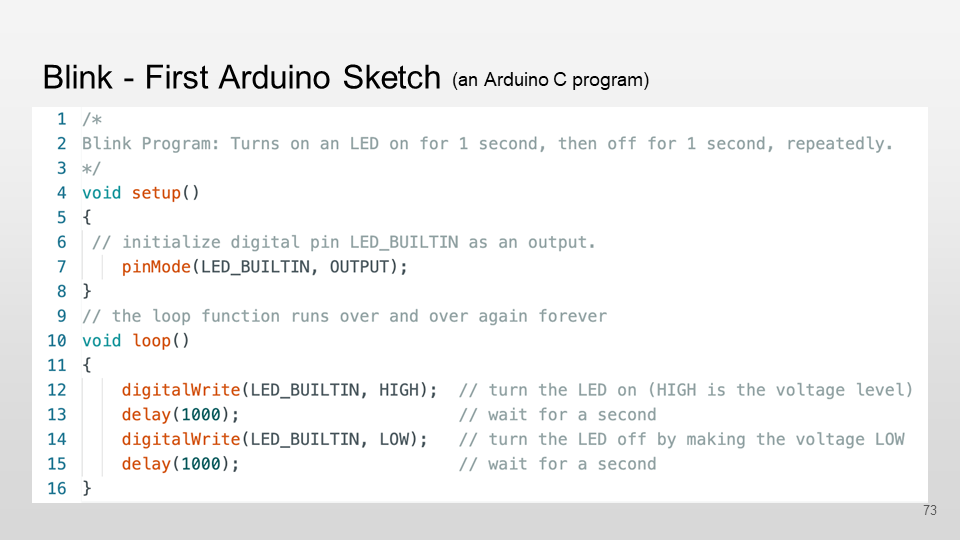 Blink - First Arduino Sketch (an Arduino C program)
1 /*
2 Blink Program: Turns on an LED on for 1 second, then off for 1 second, repeatedly.
3 */
4 void setup()
5 {
6 // initialize digital pin LED_BUILTIN as an output.
7 pinMode(LED_BUILTIN, OUTPUT);
8 }
9 // the loop function runs over and over again forever
10 void loop()
11 {
12 digitalWrite(LED_BUILTIN, HIGH); // turn the LED on (HIGH is the voltage level)
13 delay(1000); // wait for a second
14 digitalWrite(LED_BUILTIN, LOW); // turn the LED off by making the voltage LOW
15 delay(1000); // wait for a second
16 }
73